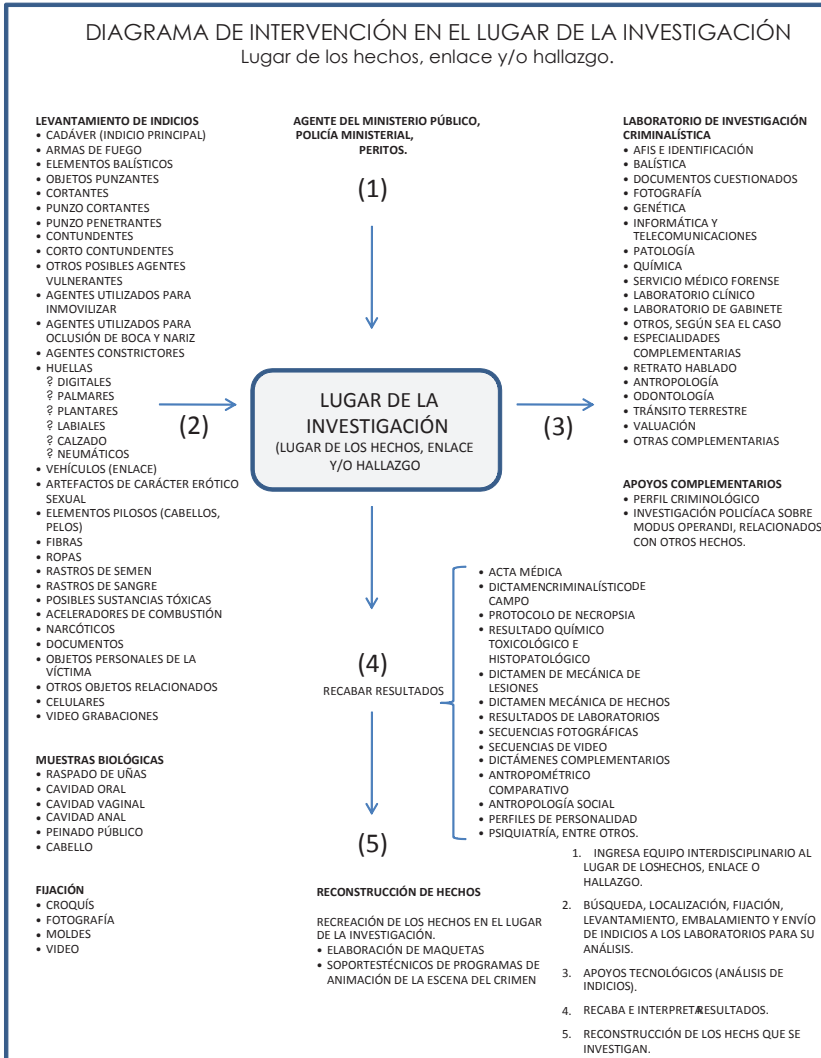 DIAGRAMA DE INTERVENCIÓN EN EL LUGAR DE LA INVESTIGACIÓN
Lugar de los hechos, enlace y/o hallazgo.
LEVANTAMIENTO DE INDICIOS
• CADÁVER (INDICIO PRINCIPAL)
• ARMAS DE FUEGO
• ELEMENTOS BALÍSTICOS
• OBJETOS PUNZANTES
• CORTANTES
• PUNZO CORTANTES
• PUNZO PENETRANTES
• CONTUNDENTES
• CORTO CONTUNDENTES
• OTROS POSIBLES AGENTES
VULNERANTES
• AGENTES UTILIZADOS PARA
INMOVILIZAR
• AGENTES UTILIZADOS PARA
OCLUSIÓN DE BOCA Y NARIZ
• AGENTES CONSTRICTORES
• HUELLAS
? DIGITALES
? PALMARES
? PLANTARES
? LABIALES
? CALZADO
? NEUMÁTICOS
• VEHÍCULOS (ENLACE)
• ARTEFACTOS DE CARÁCTER ERÓTICO
SEXUAL
• ELEMENTOS PILOSOS (CABELLOS,
PELOS)
• FIBRAS
• ROPAS
• RASTROS DE SEMEN
• RASTROS DE SANGRE
• POSIBLES SUSTANCIAS TÓXICAS
• ACELERADORES DE COMBUSTIÓN
• NARCÓTICOS
• DOCUMENTOS
• OBJETOS PERSONALES DE LA
VÍCTIMA
• OTROS OBJETOS RELACIONADOS
• CELULARES
• VIDEO GRABACIONES
MUESTRAS BIOLÓGICAS
• RASPADO DE UÑAS
• CAVIDAD ORAL
• CAVIDAD VAGINAL
• CAVIDAD ANAL
• PEINADO PÚBLICO
• CABELLO
FIJACIÓN
• CROQUÍS
• FOTOGRAFÍA
• MOLDES
• VIDEO
AGENTE DEL MINISTERIO PÚBLICO,
POLICÍA MINISTERIAL,
PERITOS.
(1)
(2)
LUGAR DE LA
INVESTIGACIÓN
(LUGAR DE LOS HECHOS, ENLACE
Y/O HALLAZGO
(3)
(4)
RECABAR RESULTADOS
(5)
RECONSTRUCCIÓN DE HECHOS
RECREACIÓN DE LOS HECHOS EN EL LUGAR
DE LA INVESTIGACIÓN.
• ELABORACIÓN DE MAQUETAS
• SOPORTESTÉCNICOS DE PROGRAMAS DE
ANIMACIÓN DE LA ESCENA DEL CRIMEN
LABORATORIO DE INVESTIGACIÓN
CRIMINALÍSTICA
• AFIS E IDENTIFICACIÓN
• BALÍSTICA
• DOCUMENTOS CUESTIONADOS
• FOTOGRAFÍA
• GENÉTICA
• INFORMÁTICA Y
TELECOMUNICACIONES
• PATOLOGÍA
• QUÍMICA
• SERVICIO MÉDICO FORENSE
• LABORATORIO CLÍNICO
• LABORATORIO DE GABINETE
• OTROS, SEGÚN SEA EL CASO
• ESPECIALIDADES
COMPLEMENTARIAS
• RETRATO HABLADO
• ANTROPOLOGÍA
• ODONTOLOGÍA
• TRÁNSITO TERRESTRE
• VALUACIÓN
• OTRAS COMPLEMENTARIAS
APOYOS COMPLEMENTARIOS
• PERFIL CRIMINOLÓGICO
• INVESTIGACIÓN POLICÍACA SOBRE
MODUS OPERANDI, RELACIONADOS
CON OTROS HECHOS.
• ACTA MÉDICA
• DICTAMENCRIMINALÍSTICODE
CAMPO
• PROTOCOLO DE NECROPSIA
• RESULTADO QUÍMICO
TOXICOLÓGICO E
HISTOPATOLÓGICO
• DICTAMEN DE MECÁNICA DE
LESIONES
• DICTAMEN MECÁNICA DE HECHOS
• RESULTADOS DE LABORATORIOS
• SECUENCIAS FOTOGRÁFICAS
• SECUENCIAS DE VIDEO
• DICTÁMENES COMPLEMENTARIOS
• ANTROPOMÉTRICO
COMPARATIVO
• ANTROPOLOGÍA SOCIAL
• PERFILES DE PERSONALIDAD
• PSIQUIATRÍA, ENTRE OTROS.
1. INGRESA EQUIPO INTERDISCIPLINARIO AL
LUGAR DE LOSHECHOS, ENLACE O
HALLAZGO.
2. BÚSQUEDA, LOCALIZACIÓN, FIJACIÓN,
LEVANTAMIENTO, EMBALAMIENTO Y ENVÍO
DE INDICIOS A LOS LABORATORIOS PARA SU
ANÁLISIS.
3. APOYOS TECNOLÓGICOS (ANÁLISIS DE
INDICIOS).
4. RECABA E INTERPRETA RESULTADOS.
5. RECONSTRUCCIÓN DE LOS HECHS QUE SE
INVESTIGAN.